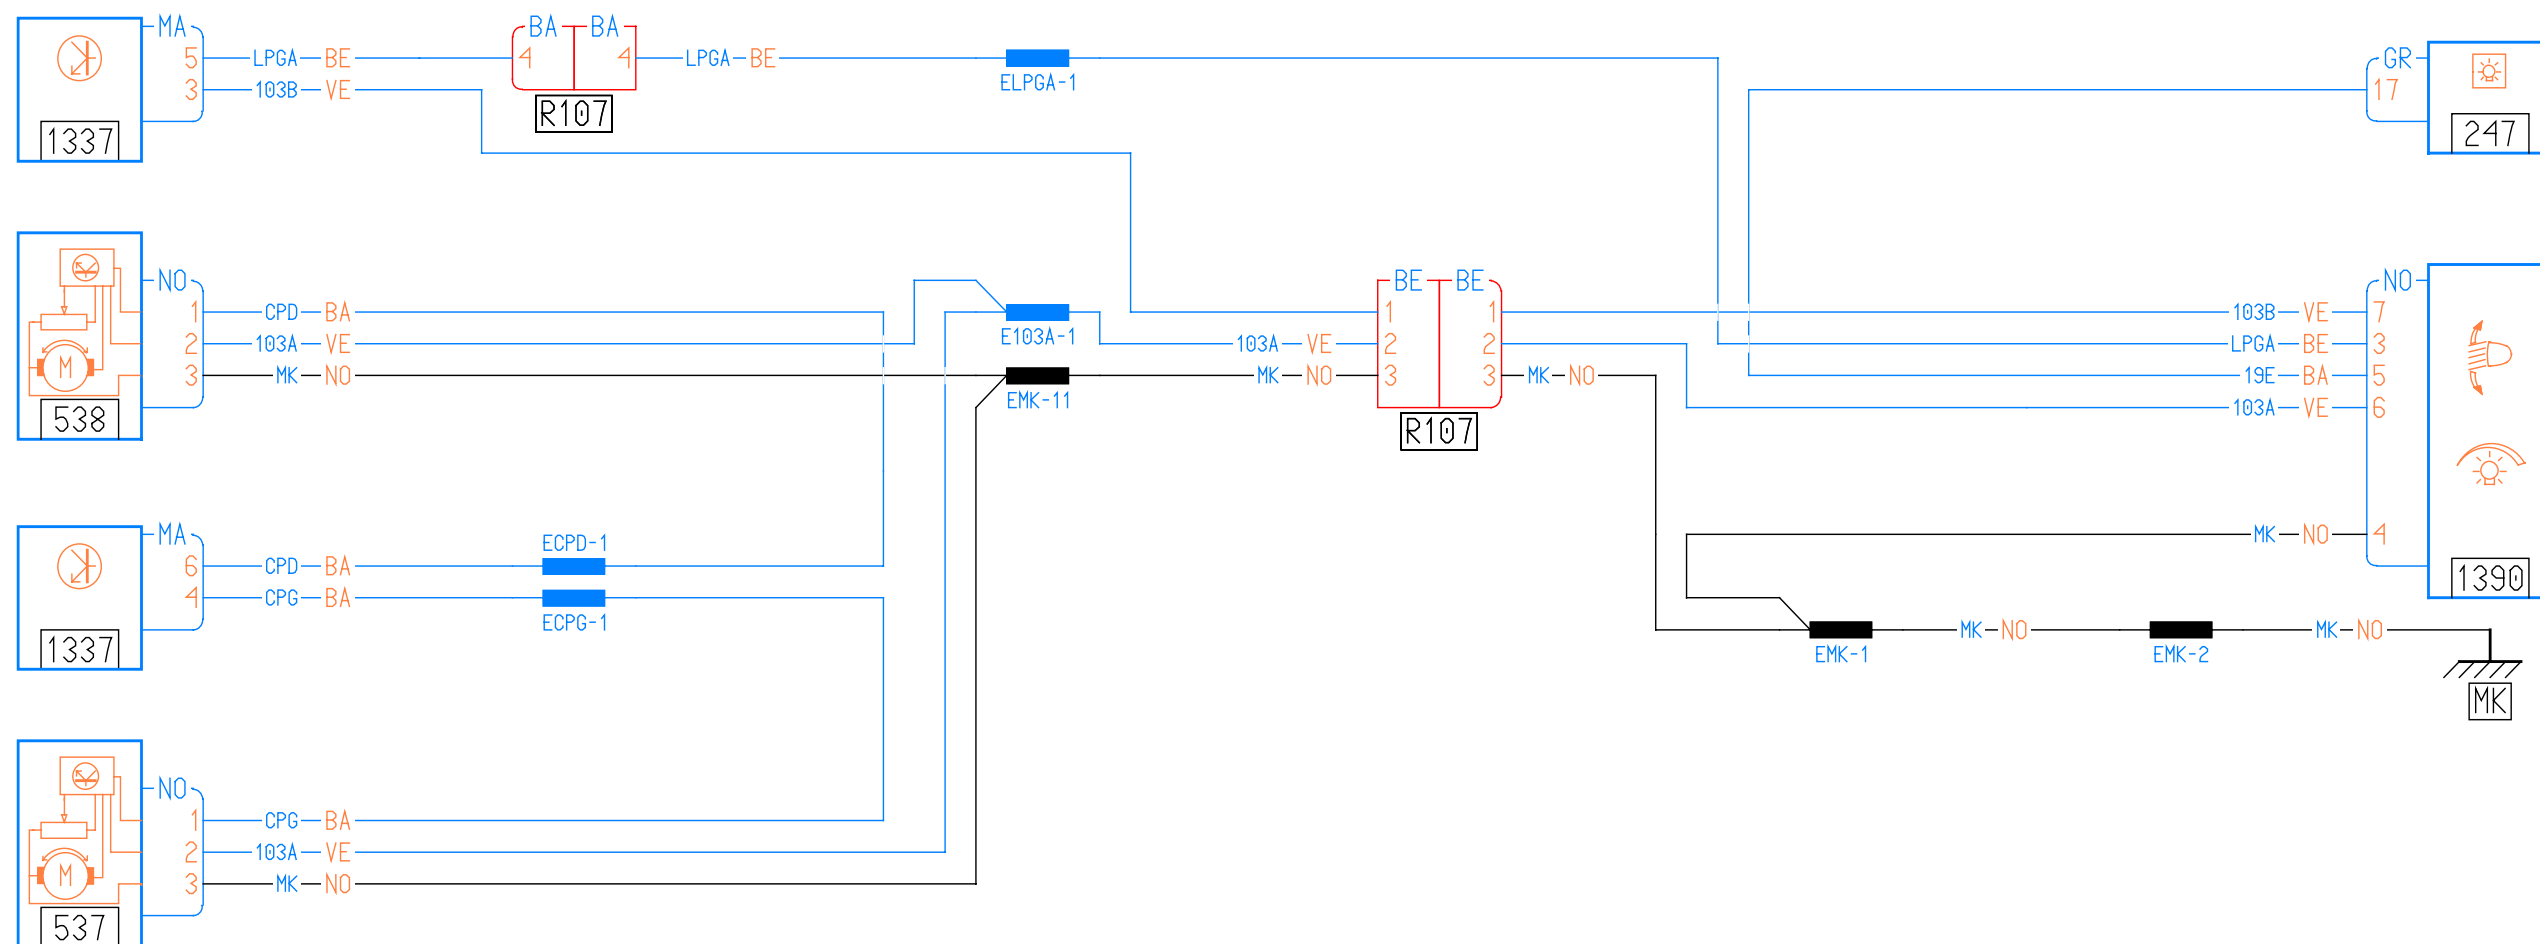 MA BA BA
5 LPGA BE 4 4 LPGA BE GR
3 103B VE ELPGA-1 17
R107
1337 247
NO BE BE NO
1 CPD BA 1 1 103B VE 7
2 103A VE E103A-1 103A VE 2 2 LPGA BE 3
M 3 MK NO MK NO 3 3 MK NO 19E BA 5
EMK-11 103A VE 6
538 R107
MA ECPD-1 MK NO 4
6 CPD BA
4 CPG BA 1390
ECPG-1 MK NO MK NO
1337 EMK-1 EMK-2
MK
NO
1 CPG BA
2 103A VE
M 3 MK NO
537